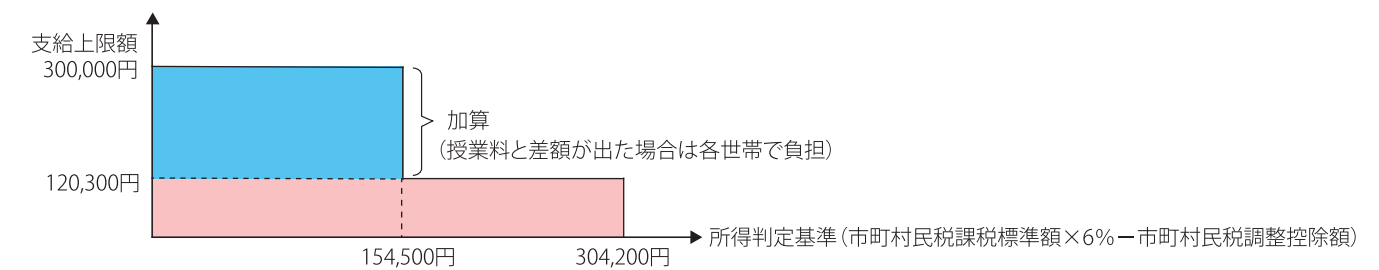 支給上限額
300,000円
加算
（授業料と差額が出た場合は各世帯で負担）
120,300円
所得判定基準（市町村民税課税標準額×6%－市町村民税調整控除額）
154,500円
304,200円